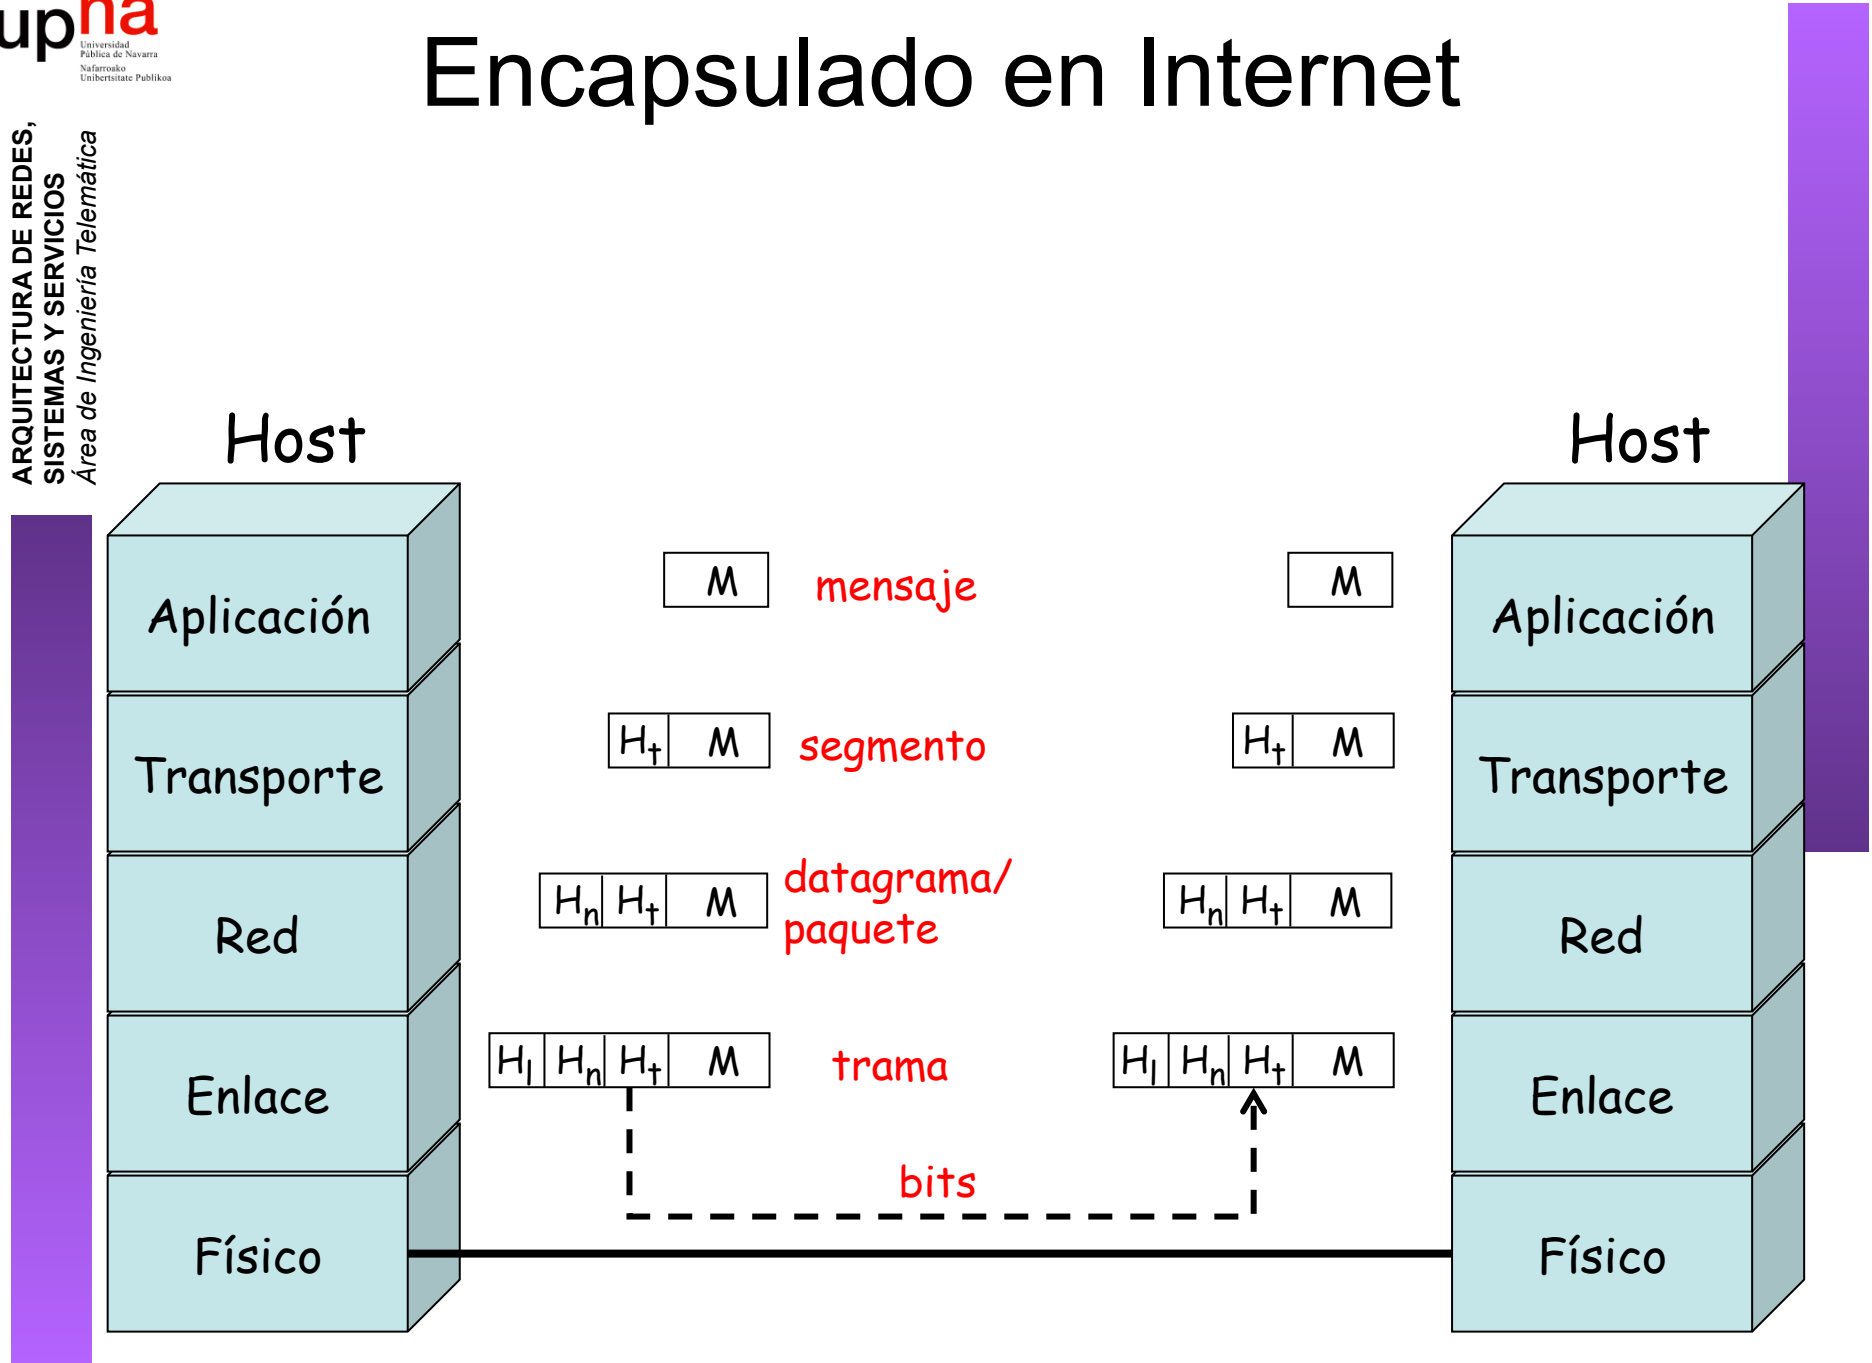 upna
Universidad
Pública de Navarra
Nafarroako
Unibertsitate Publikoa
Encapsulado en Internet
ARQUITECTURA DE REDES,
SISTEMAS Y SERVICIOS
Área de Ingeniería Telemática
Host
Host
Aplicación
M
mensaje
M
Aplicación
Transporte
Ht M
segmento
Ht M
Transporte
Red
Hn Ht M
datagrama/
paquete
Hn Ht M
Red
Enlace
Hl Hn Ht M
trama
Hl Hn Ht M
Enlace
bits
Físico
Físico